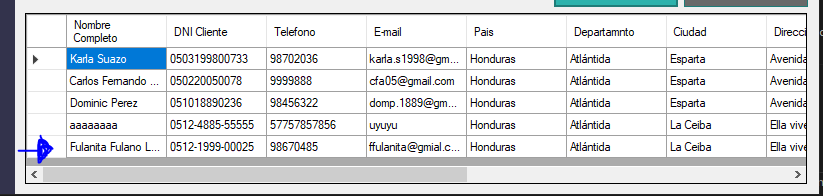 Nombre Completo DNI Cliente Telefono E-mail Pais Departamnto Ciudad Direcci
Karla Suazo 0503199800733 98702036 karla.s1998@gm... Honduras Atlántida Esparta Avenida
Carlos Fernando ... 050220050078 9999888 cfa05@gmail.com Honduras Atlántida Esparta Avenida
Dominic Perez 051018890236 98456322 domp.1889@gm... Honduras Atlántida Esparta Avenida
aaaaaaaa 0512-4885-55555 57757857856 uyuyu Honduras Atlántida La Ceiba Ella vive
Fulanita Fulano L... 0512-1999-00025 98670485 ffulanita@gmial.c... Honduras Atlántida La Ceiba Ella vive